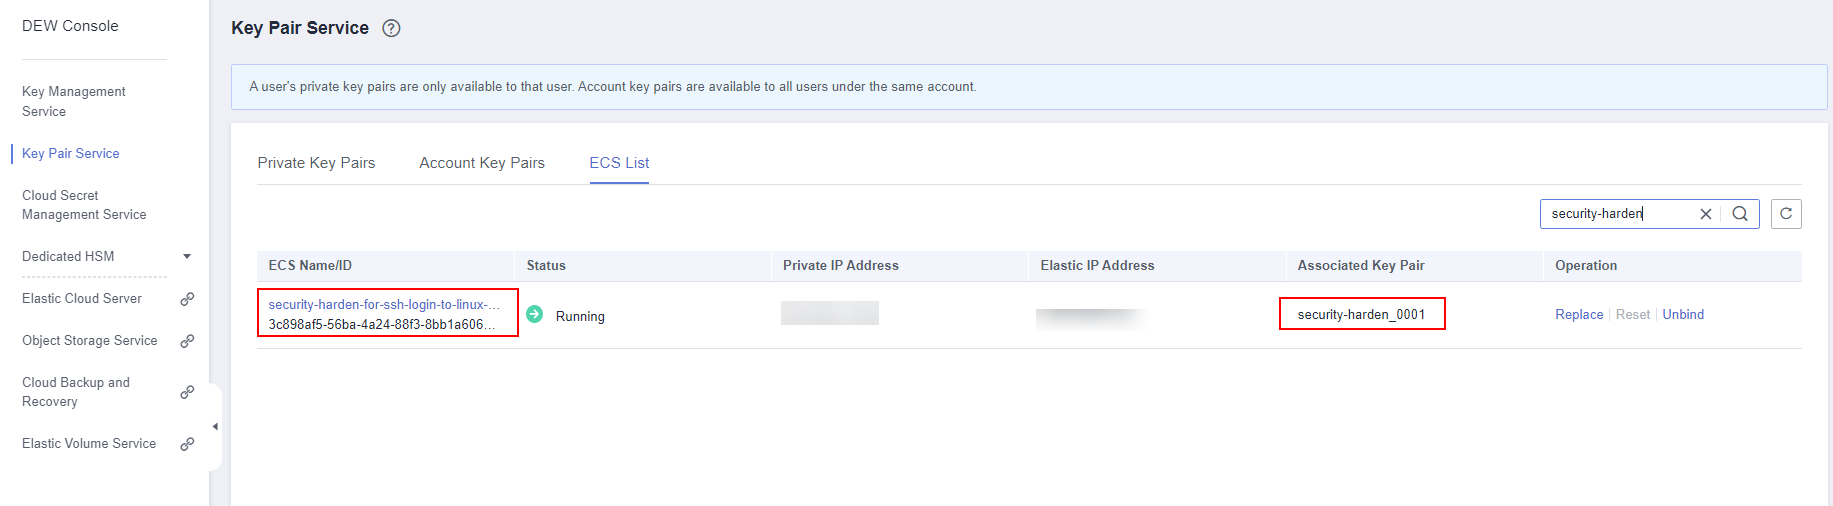 DEW Console
Key Management
Service
Key Pair Service
Cloud Secret
Management Service
Dedicated HSM
Elastic Cloud Server
Object Storage Service
Cloud Backup and
Recovery
Elastic Volume Service
Key Pair Service
A user's private key pairs are only available to that user. Account key pairs are available to all users under the same account.
Private Key Pairs Account Key Pairs ECS List
security-harden
ECS Name/ID Status Private IP Address Elastic IP Address Associated Key Pair Operation
security-harden-for-ssh-login-to-linux-...
3c898af5-56ba-4a24-88f3-8bb1a606...
Running
security-harden_0001
Replace Reset Unbind